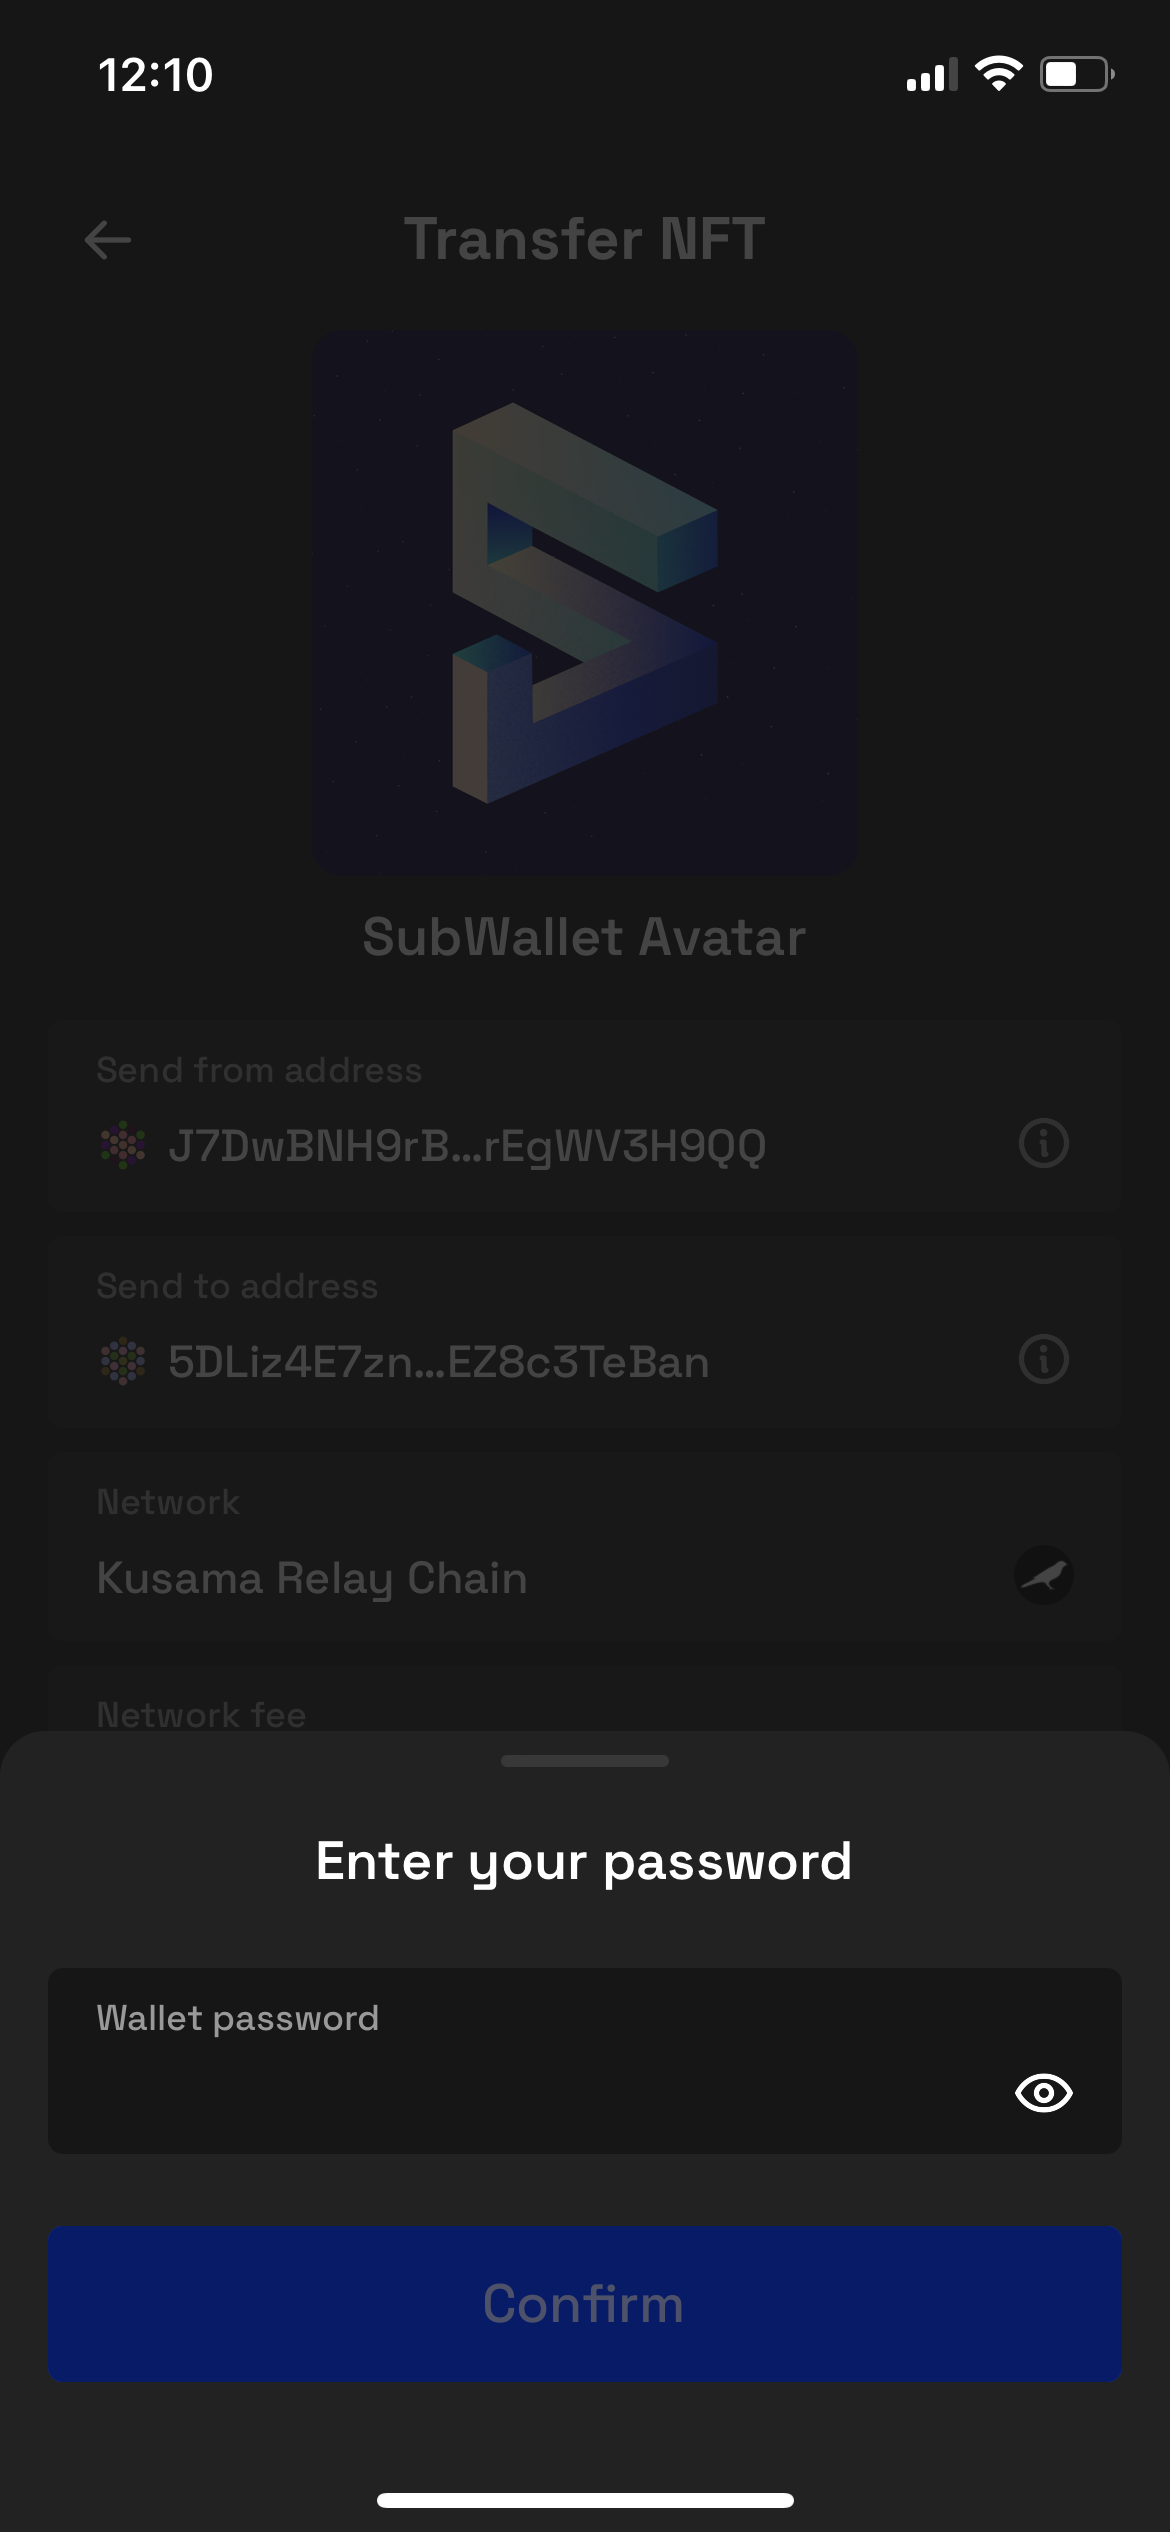 12:10
Transfer NFT
SubWallet Avatar
Send from address
J7DwBNH9rB...rEgWV3H9QQ
Send to address
5DLiz4E7zn...EZ8c3TeBan
Network
Kusama Relay Chain
Network fee
Enter your password
Wallet password
Confirm